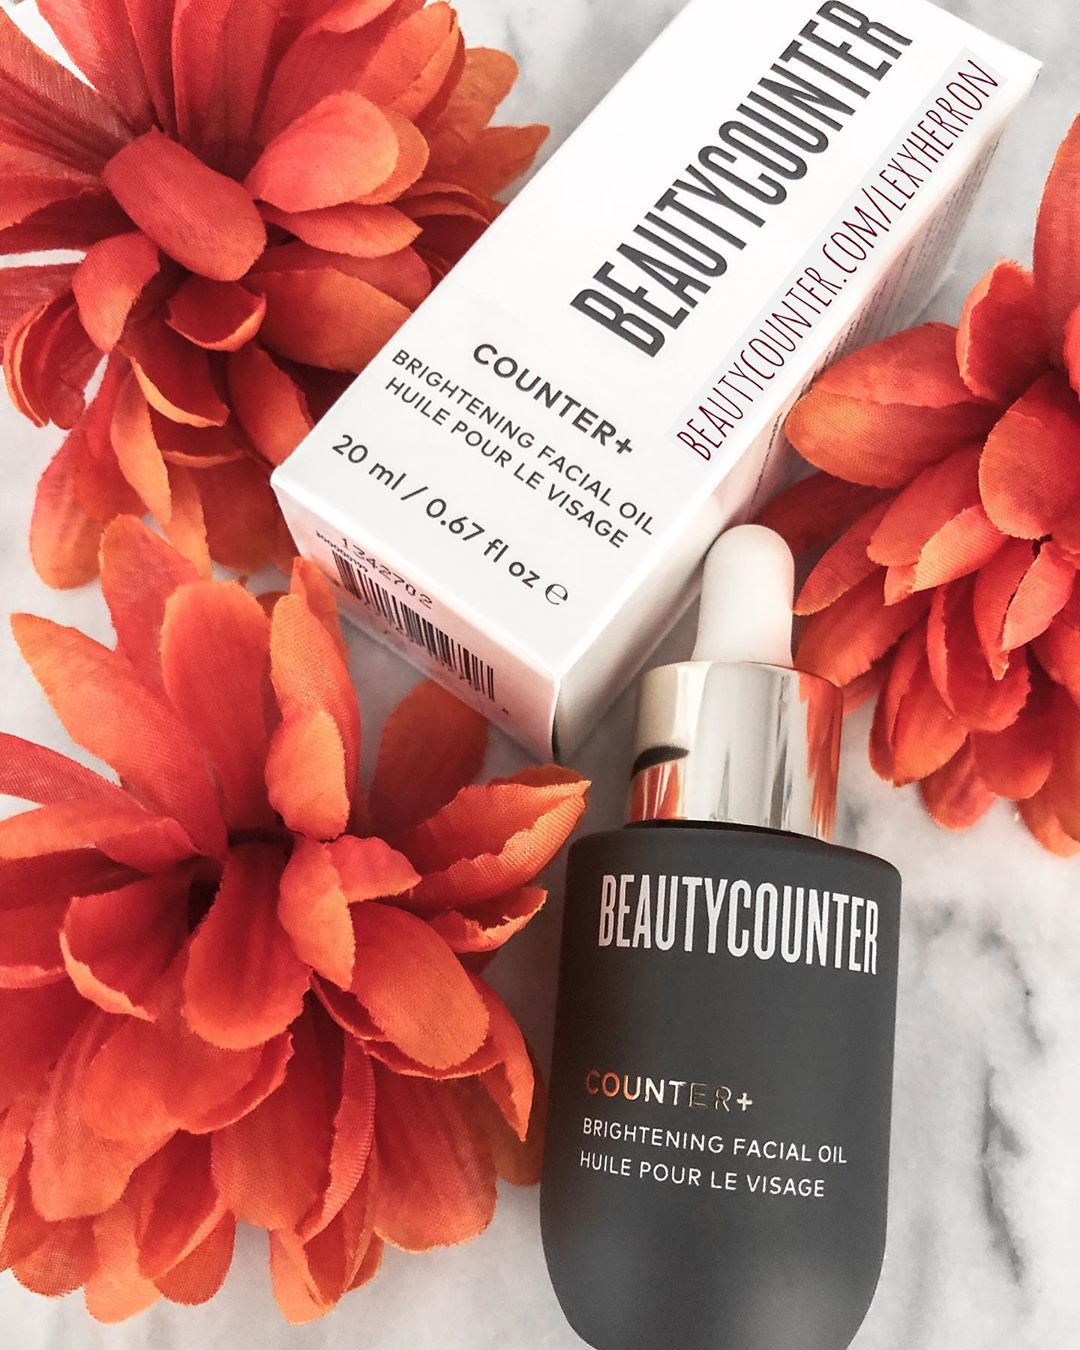 BEAUTYCOUNTER
BEAUTYCOUNTER.COM/LEXYHERRON
COUNTER+
BRIGHTENING FACIAL OIL
HUILE POUR LE VISAGE
20 ml / 0.67 fl oz ℮
1342702
BEAUTYCOUNTER
COUNTER+
BRIGHTENING FACIAL OIL
HUILE POUR LE VISAGE